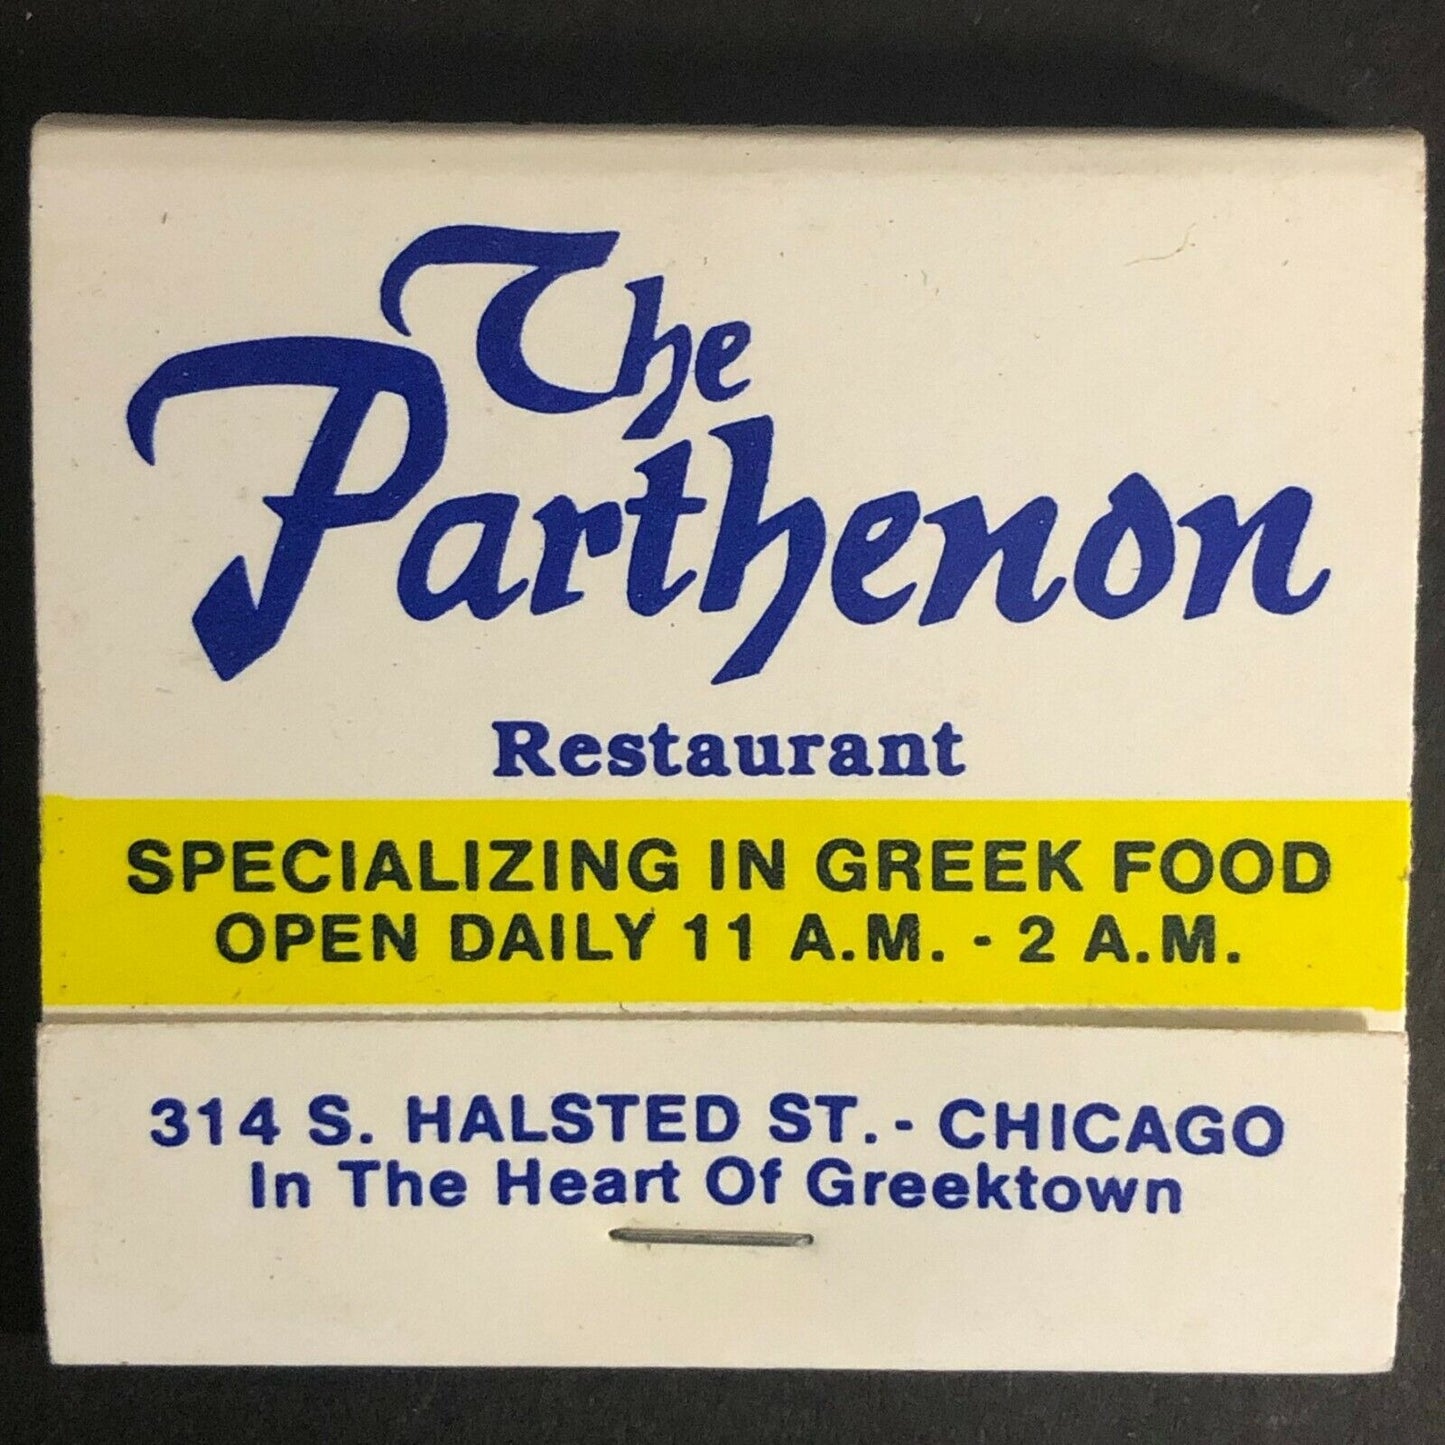 The
Parthenon
Restaurant
SPECIALIZING IN GREEK FOOD
OPEN DAILY 11 A.M. - 2 A.M.
314 S. HALSTED ST. - CHICAGO
In The Heart Of Greektown